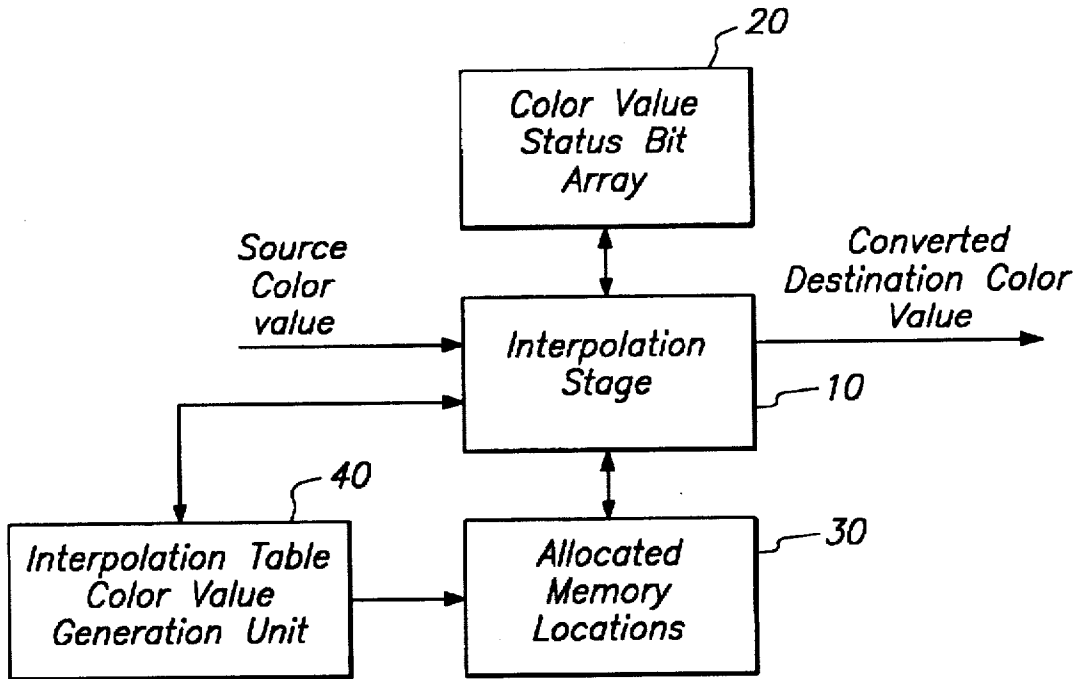 20
Color Value
Status Bit
Array
Source
Color
value
Converted
Destination Color
Value
Interpolation
Stage
10
40
Interpolation Table
Color Value
Generation Unit
30
Allocated
Memory
Locations